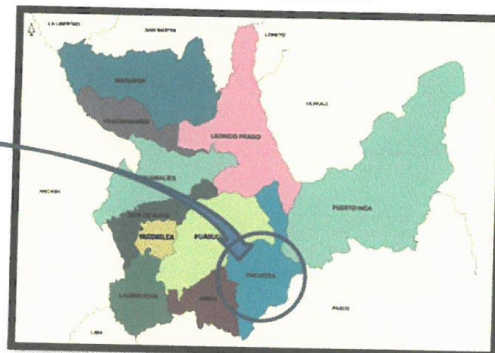 LA LIBERTAD
SAN MARTIN
LORETO
MARAÑON
HUACAYBAMBA
UCAYALI
LEONCIO PRADO
ANCASH
HUAMALIES
PUERTO INCA
DOS DE MAYO
YAROWILCA
HUANUCO
PACHITEA
LAURICOCHA
AMBO
PASCO
LIMA